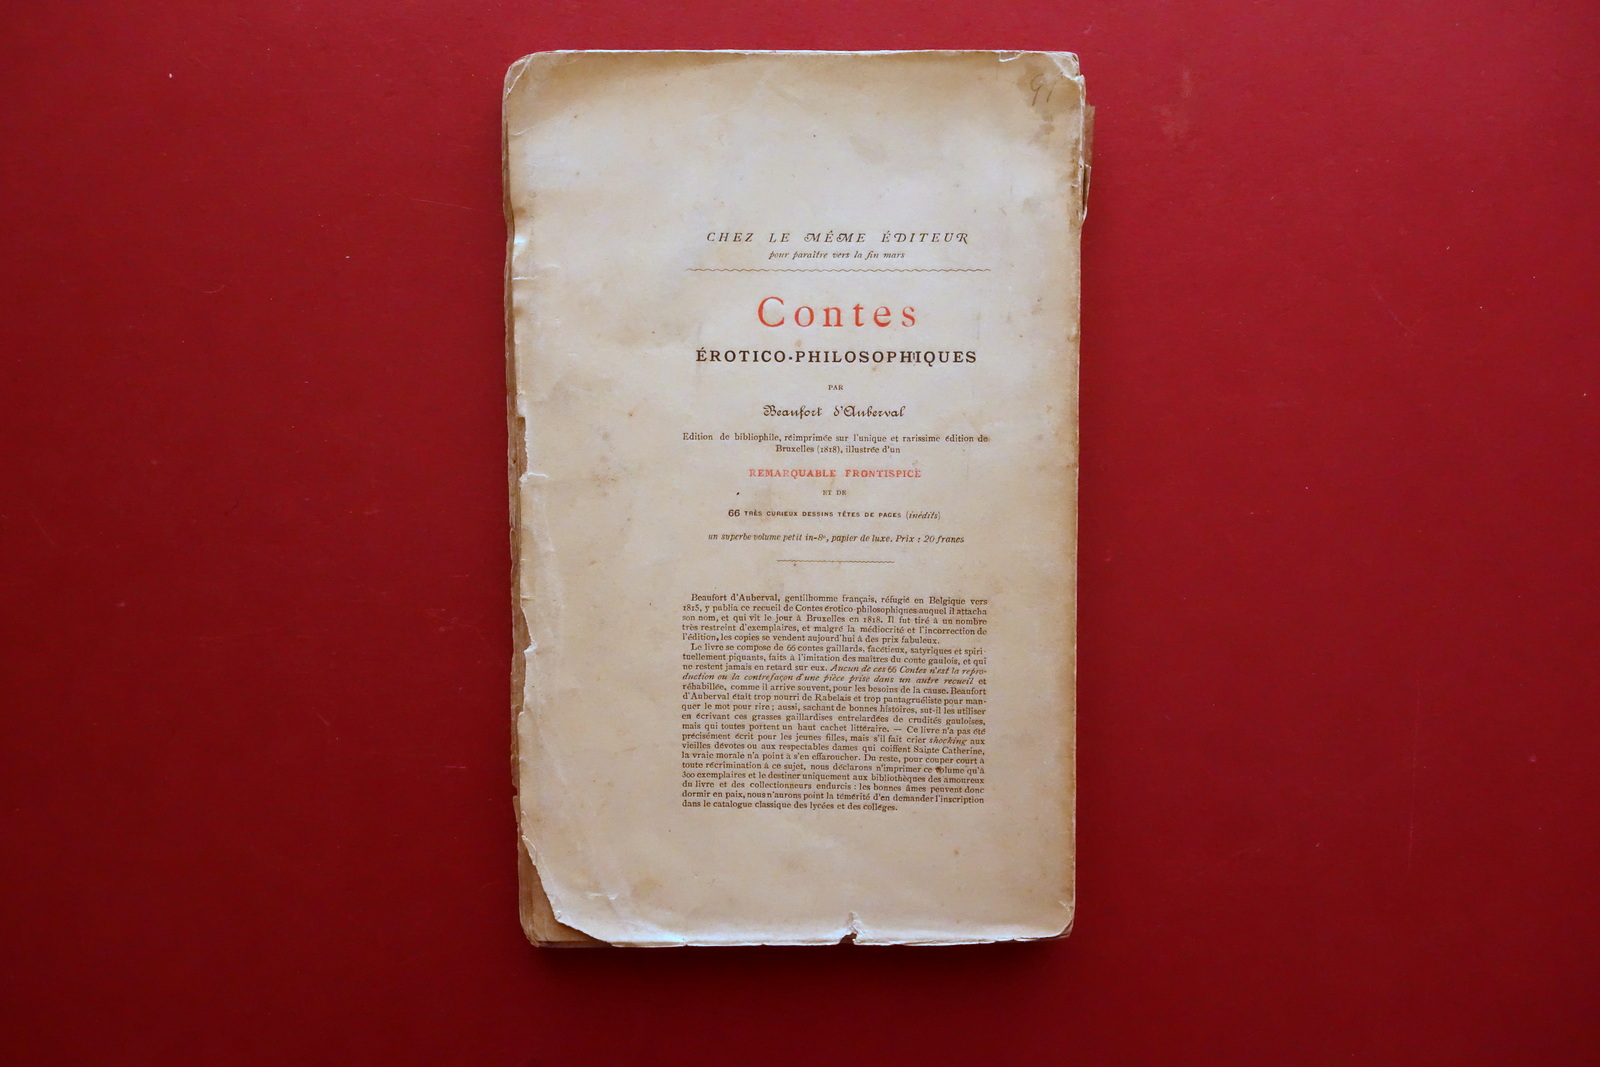 91
CHEZ LE MÊME ÉDITEUR
pour paraître vers la fin mars
Contes
ÉROTICO-PHILOSOPHIQUES
PAR
Beaufort d'Auberval
Edition de bibliophile, réimprimée sur l'unique et rarissime édition de
Bruxelles (1818), illustrée d'un
REMARQUABLE FRONTISPICE
ET DE
66 TRÈS CURIEUX DESSINS TÊTES DE PAGES (inédits)
un superbe volume petit in-8º, papier de luxe. Prix : 20 francs
Beaufort d'Auberval, gentilhomme français, réfugié en Belgique vers
1815, y publia ce recueil de Contes érotico-philosophiques auquel il attacha
son nom, et qui vit le jour à Bruxelles en 1818. Il fut tiré à un nombre
très restreint d'exemplaires, et malgré la médiocrité et l'incorrection de
l'édition, les copies se vendent aujourd'hui à des prix fabuleux.
Le livre se compose de 66 contes gaillards, facétieux, satyriques et spiri-
tuellement piquants, faits à l'imitation des maîtres du conte gaulois, et qui
ne restent jamais en retard sur eux. Aucun de ces 66 Contes n'est la repro-
duction ou la contrefaçon d'une pièce prise dans un autre recueil et
réhabillée, comme il arrive souvent, pour les besoins de la cause. Beaufort
d'Auberval était trop nourri de Rabelais et trop pantagruéliste pour man-
quer le mot pour rire ; aussi, sachant de bonnes histoires, sut-il les utiliser
en écrivant ces grasses gaillardises entrelardées de crudités gauloises,
mais qui toutes portent un haut cachet littéraire. — Ce livre n'a pas été
précisément écrit pour les jeunes filles, mais s'il fait crier shocking aux
vieilles dévotes ou aux respectables dames qui coiffent Sainte Catherine,
la vraie morale n'a point à s'en effaroucher. Du reste, pour couper court à
toute récrimination à ce sujet, nous déclarons n'imprimer ce volume qu'à
300 exemplaires et le destiner uniquement aux bibliothèques des amoureux
du livre et des collectionneurs endurcis : les bonnes âmes peuvent donc
dormir en paix, nous n'aurons point la témérité d'en demander l'inscription
dans le catalogue classique des lycées et des collèges.